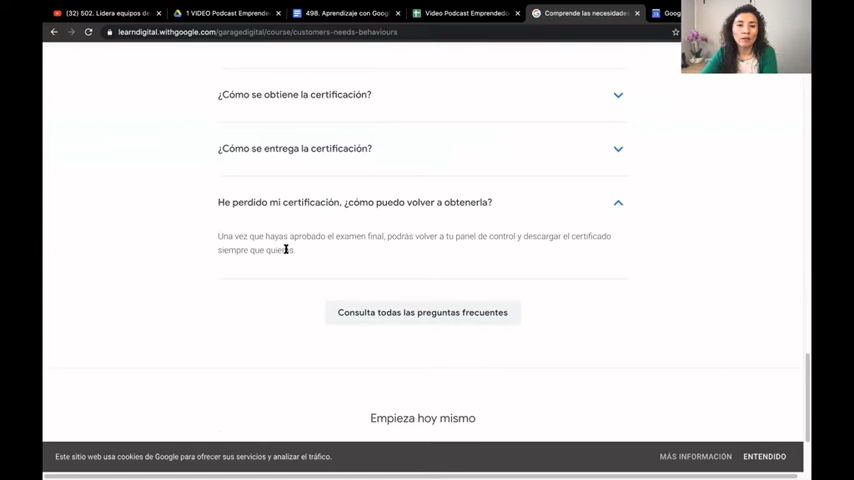 (32) 502. Lidera equipos de
1 VIDEO Podcast Emprende
498. Aprendizaje con Goog
Video Podcast Emprendedo
Comprende las necesidades
Goog
learndigital.withgoogle.com/garagedigital/course/customers-needs-behaviours
¿Cómo se obtiene la certificación?
¿Cómo se entrega la certificación?
He perdido mi certificación, ¿cómo puedo volver a obtenerla?
Una vez que hayas aprobado el examen final, podrás volver a tu panel de control y descargar el certificado
siempre que quieras.
Consulta todas las preguntas frecuentes
Empieza hoy mismo
Este sitio web usa cookies de Google para ofrecer sus servicios y analizar el tráfico.
MÁS INFORMACIÓN
ENTENDIDO